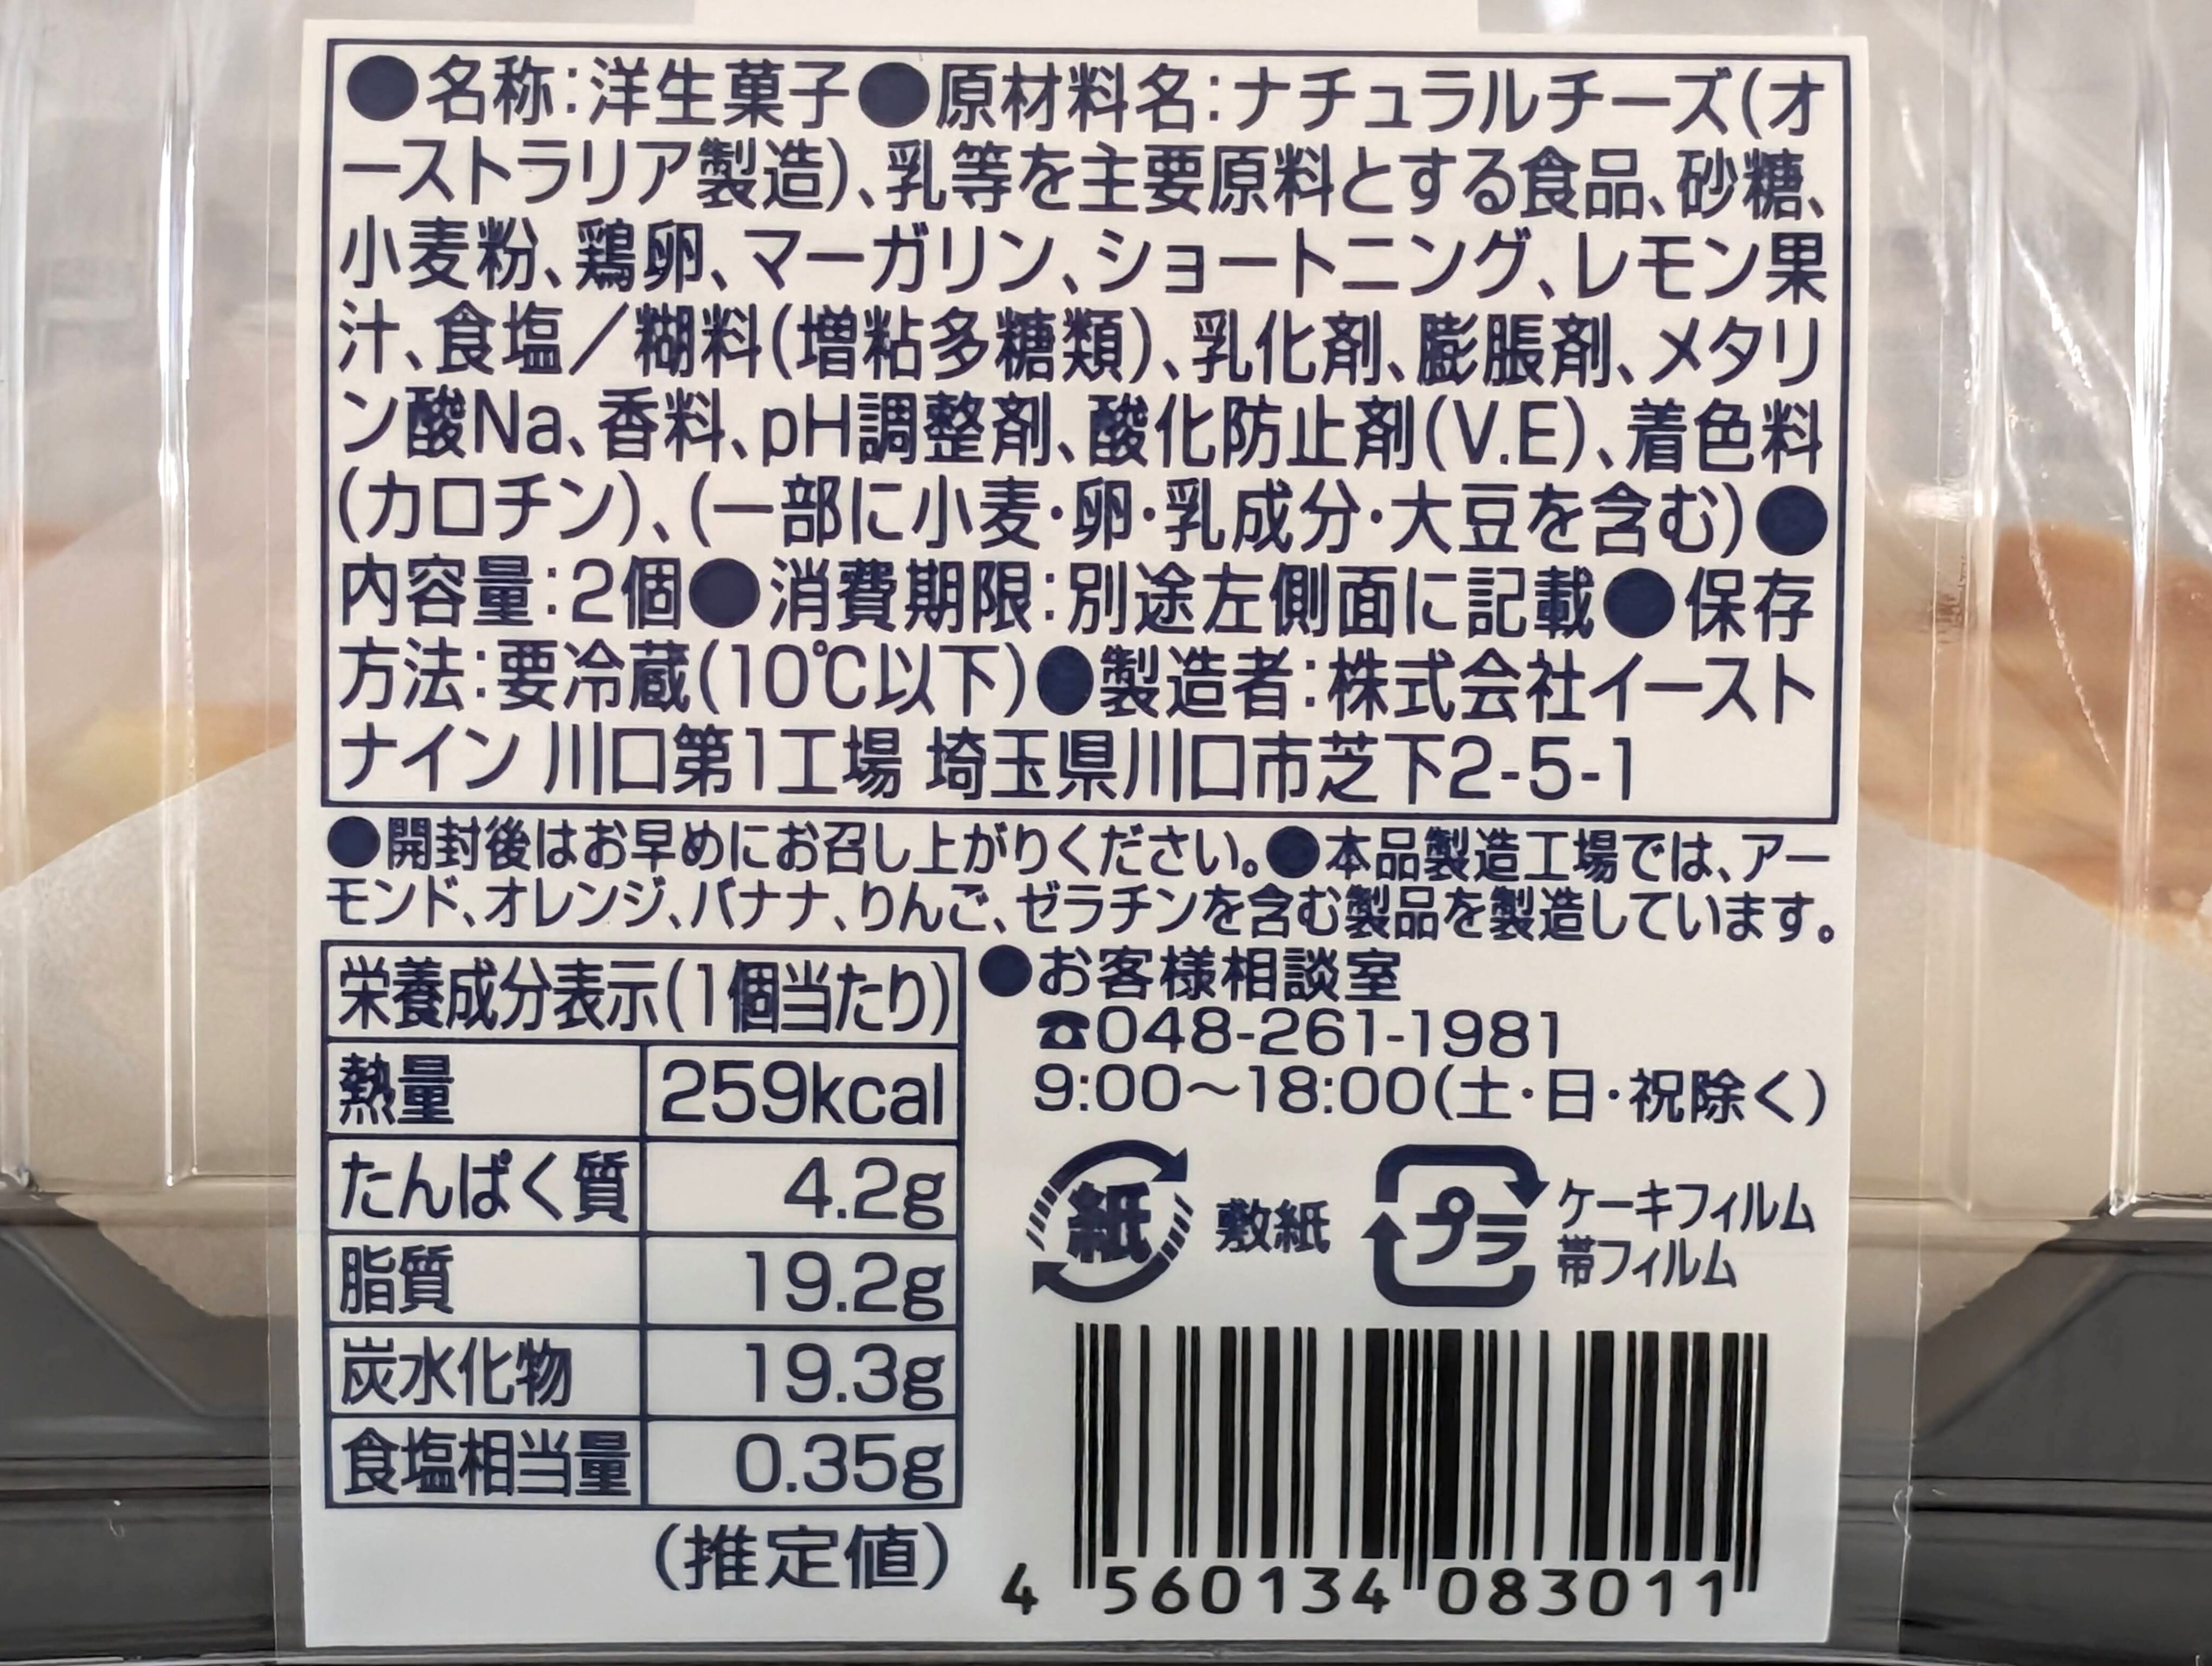 ●名称:洋生菓子●原材料名:ナチュラルチーズ(オ
ーストラリア製造)、乳等を主要原料とする食品、砂糖、
小麦粉、鶏卵、マーガリン、ショートニング、レモン果
汁、食塩/糊料(増粘多糖類)、乳化剤、膨脹剤、メタリ
ン酸Na、香料、pH調整剤、酸化防止剤(V.E)、着色料
(カロチン)、(一部に小麦・卵・乳成分・大豆を含む)●
内容量:2個●消費期限:別途左側面に記載●保存
方法:要冷蔵(10℃以下)●製造者:株式会社イースト
ナイン 川口第1工場 埼玉県川口市芝下2-5-1
●開封後はお早めにお召し上がりください。●本品製造工場では、アー
モンド、オレンジ、バナナ、りんご、ゼラチンを含む製品を製造しています。
栄養成分表示(1個当たり)
熱量 259kcal
たんぱく質 4.2g
脂質 19.2g
炭水化物 19.3g
食塩相当量 0.35g
(推定値)
●お客様相談室
☎048-261-1981
9:00〜18:00(土・日・祝除く)
紙 敷紙 プラ ケーキフィルム
帯フィルム
4 560134 083011